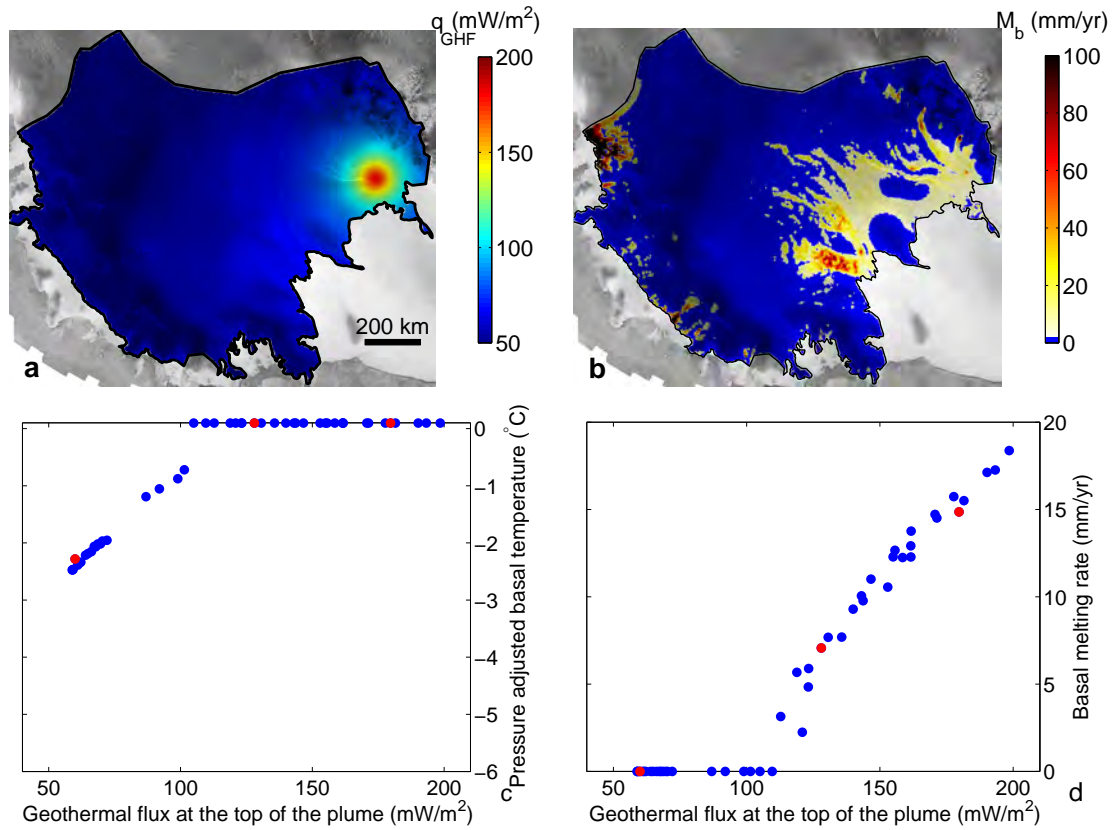 q_GHF (mW/m²)
200
150
100
50
200 km
a
M_b (mm/yr)
100
80
60
40
20
0
b
0
−1
−2
−3
−4
−5
−6
Pressure adjusted basal temperature (°C)
50 100 150 200
Geothermal flux at the top of the plume (mW/m²)
c
20
15
10
5
0
Basal melting rate (mm/yr)
50 100 150 200
Geothermal flux at the top of the plume (mW/m²)
d